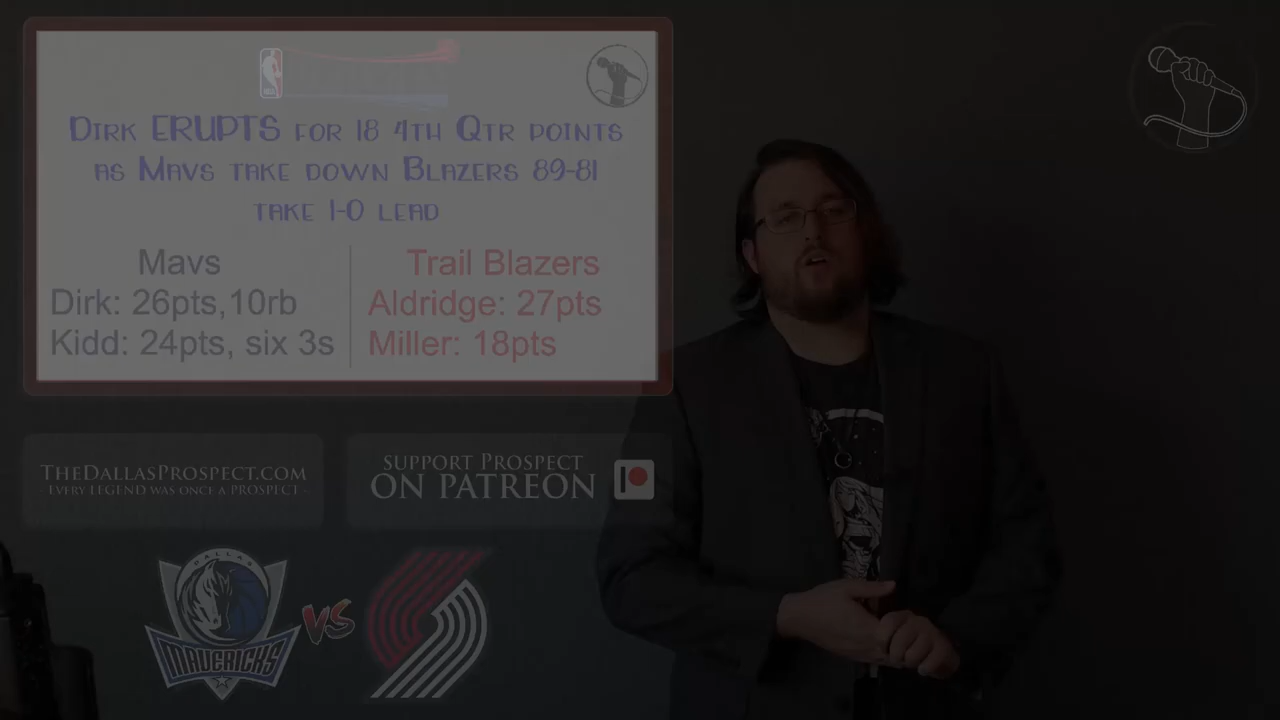 Dirk ERUPTS for 18 4th Qtr points
as Mavs take down Blazers 89-81
take 1-0 lead
Mavs
Dirk: 26pts,10rb
Kidd: 24pts, six 3s
Trail Blazers
Aldridge: 27pts
Miller: 18pts
TheDallasProspect.com
- Every legend was once a Prospect -
Support Prospect
on Patreon
DALLAS
MAVERICKS
VS